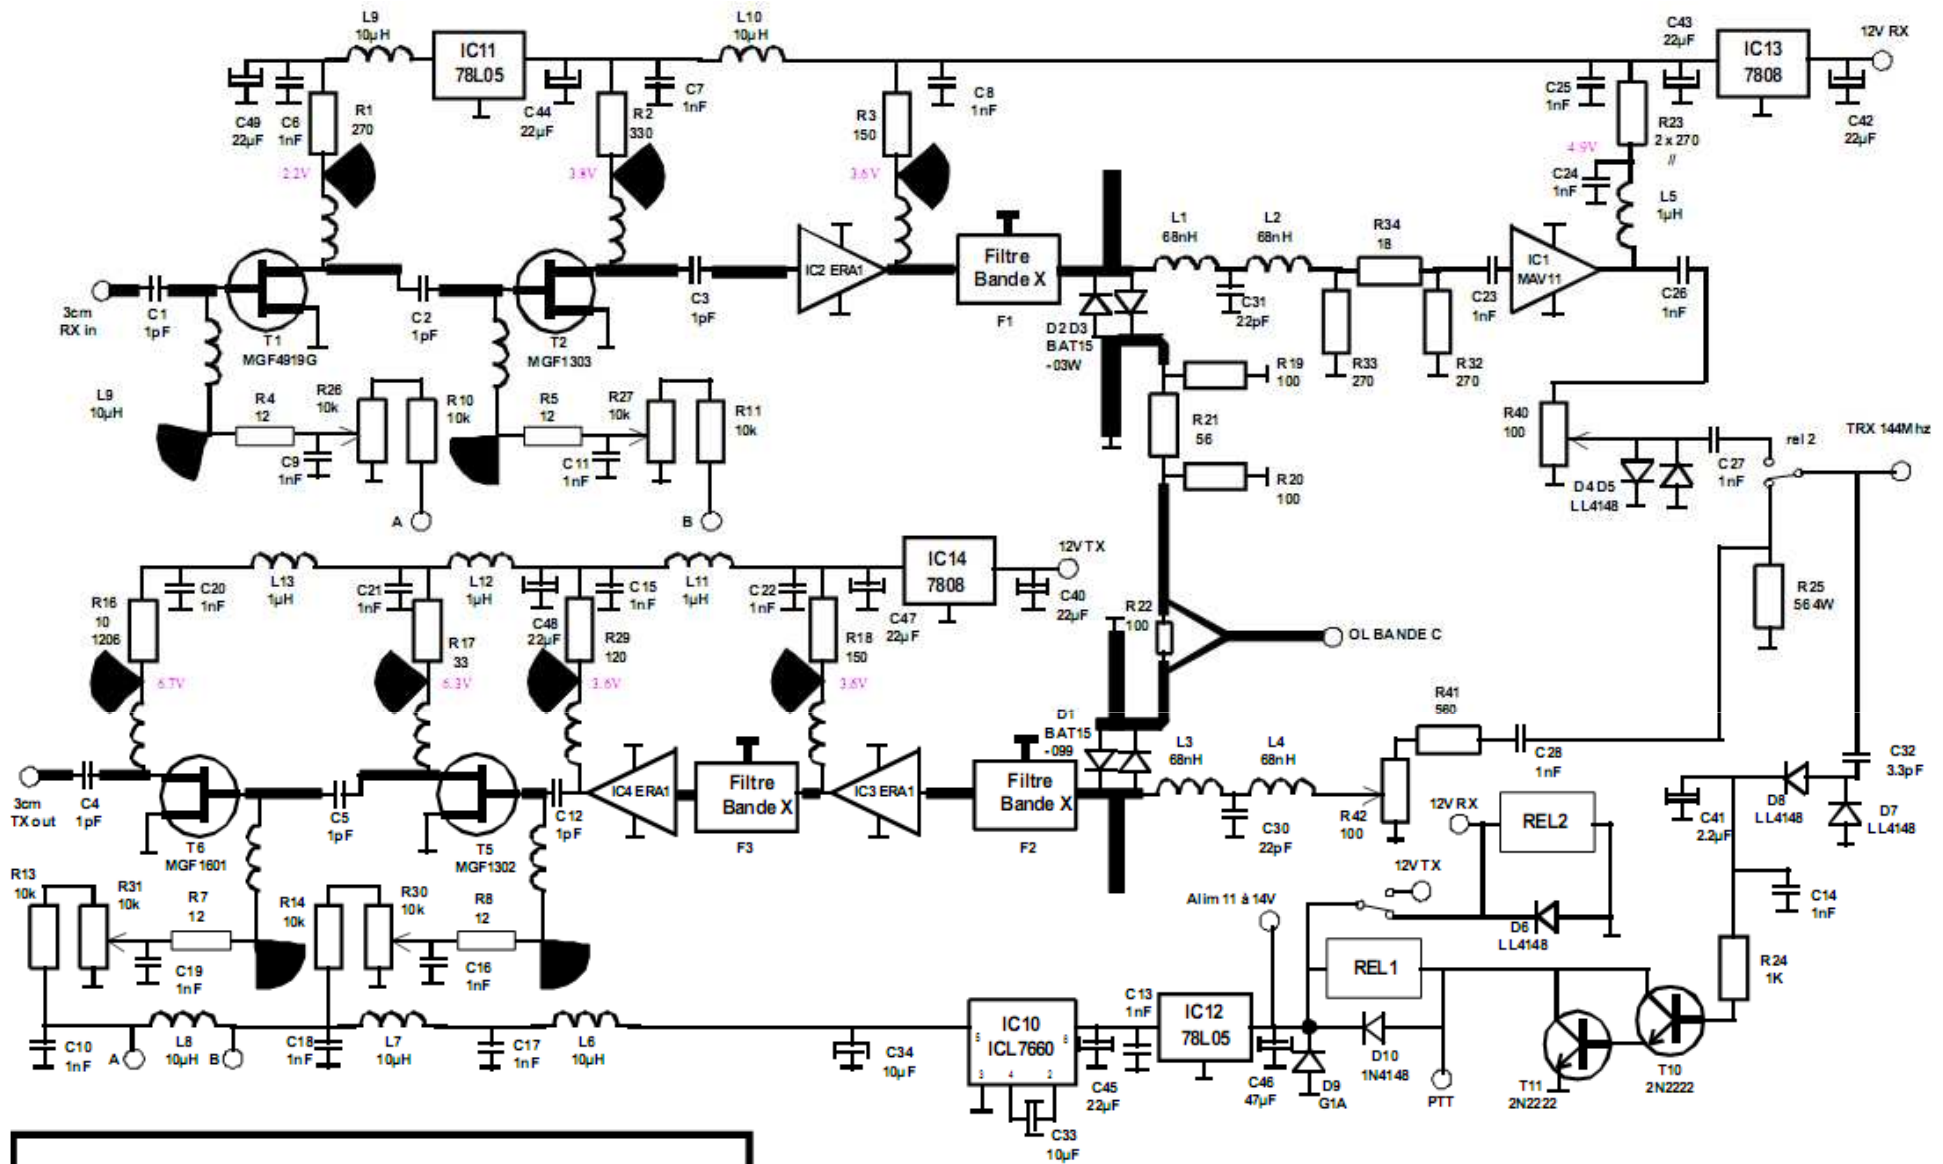 L9
10µH
IC11
78L05
L10
10µH
C43
22µF
IC13
7808
12V RX
C49
22µF
C6
1nF
R1
270
C44
22µF
R2
330
C7
1nF
R3
150
C8
1nF
C25
1nF
R23
2 x 270
//
C42
22µF
2.2V
3.8V
3.6V
4.9V
C24
1nF
L5
1µH
3cm
RX in
C1
1pF
T1
MGF4919G
C2
1pF
T2
MGF1303
C3
1pF
IC2 ERA1
Filtre
Bande X
F1
L1
68nH
L2
68nH
C31
22pF
R34
18
R33
270
R32
270
C23
1nF
IC1
MAV11
C26
1nF
D2 D3
BAT15
-03W
L9
10µH
R4
12
R26
10k
R10
10k
C9
1nF
A
R5
12
R27
10k
R11
10k
C11
1nF
B
R19
100
R21
56
R20
100
R40
100
D4 D5
LL4148
C27
1nF
rel 2
TRX 144Mhz
R16
10
1206
C20
1nF
L13
1µH
C21
1nF
R17
33
L12
1µH
C48
22µF
C15
1nF
R29
120
L11
1µH
C22
1nF
R18
150
C47
22µF
IC14
7808
12V TX
C40
22µF
R22
100
OL BANDE C
R25
56 4W
6.7V
6.3V
3.6V
3.6V
3cm
TX out
C4
1pF
T6
MGF1601
C5
1pF
T5
MGF1302
C12
1pF
IC4 ERA1
Filtre
Bande X
F3
IC3 ERA1
Filtre
Bande X
F2
D1
BAT15
-099
L3
68nH
L4
68nH
C30
22pF
R42
100
R41
560
C28
1nF
C32
3.3pF
D8
LL4148
D7
LL4148
C41
2.2µF
C14
1nF
R24
1K
12V RX
REL2
12V TX
D6
LL4148
R13
10k
R31
10k
R7
12
C19
1nF
R14
10k
R30
10k
R8
12
C16
1nF
Alim 11 à 14V
REL1
C10
1nF
A
L8
10µH
B
C18
1nF
L7
10µH
C17
1nF
L6
10µH
C34
10µF
IC10
ICL7660
5
8
3
4
2
C33
10µF
C45
22µF
C13
1nF
IC12
78L05
C46
47µF
D9
G1A
D10
1N4148
PTT
T11
2N2222
T10
2N2222